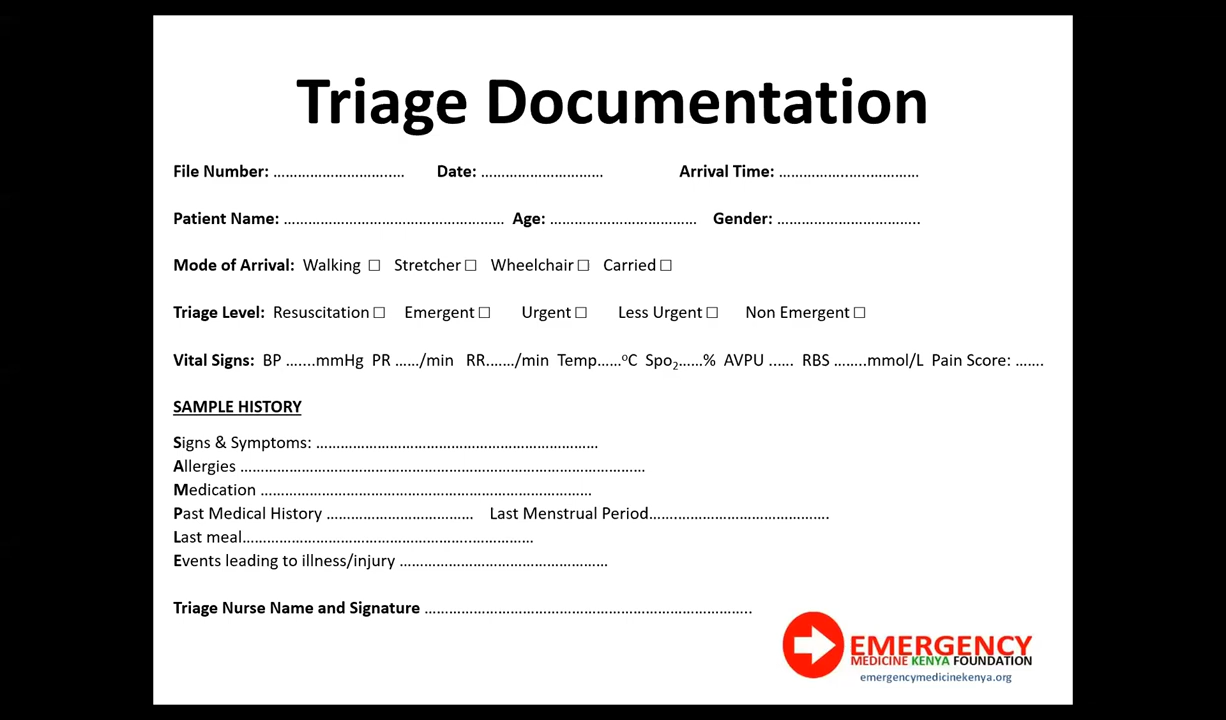 Triage Documentation
File Number: ................................ Date: .............................. Arrival Time: ..................................
Patient Name: ...................................................... Age: .................................... Gender: ...................................
Mode of Arrival: Walking ☐ Stretcher ☐ Wheelchair ☐ Carried ☐
Triage Level: Resuscitation ☐ Emergent ☐ Urgent ☐ Less Urgent ☐ Non Emergent ☐
Vital Signs: BP .......mmHg PR ....../min RR......./min Temp......°C Spo₂......% AVPU ...... RBS ........mmol/L Pain Score: .......
SAMPLE HISTORY
Signs & Symptoms: .....................................................................
Allergies ...................................................................................................
Medication .................................................................................
Past Medical History .................................... Last Menstrual Period............................................
Last meal.......................................................................
Events leading to illness/injury ...................................................
Triage Nurse Name and Signature ................................................................................
EMERGENCY
MEDICINE KENYA FOUNDATION
emergencymedicinekenya.org